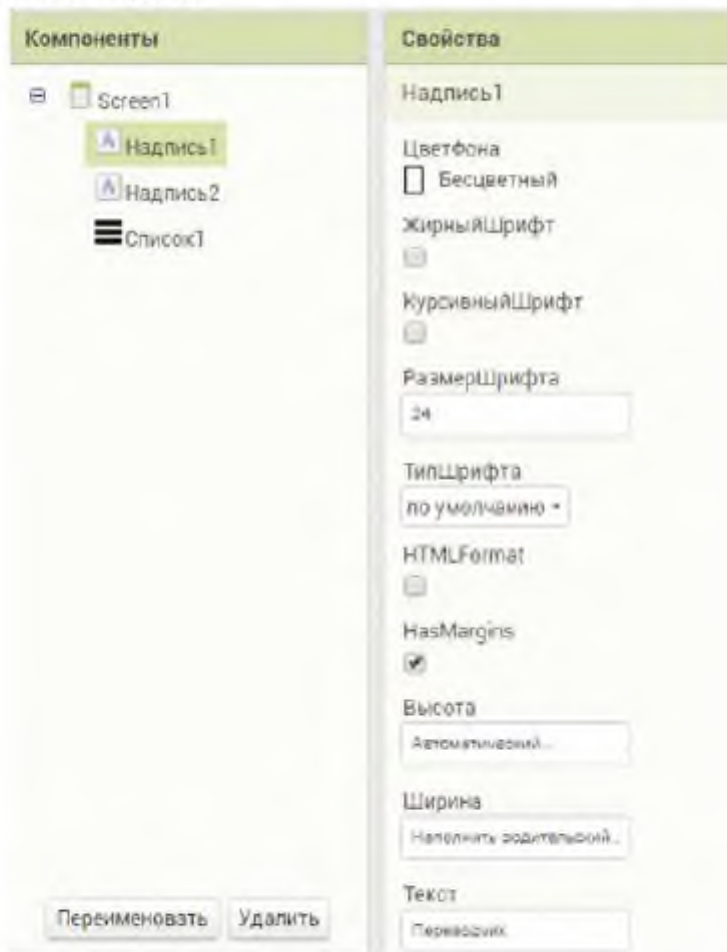 Компоненты
Screen1
Надпись1
Надпись2
Список1
Переименовать Удалить
Свойства
Надпись1
ЦветФона
Бесцветный
ЖирныйШрифт
КурсивныйШрифт
РазмерШрифта
24
ТипШрифта
по умолчанию
HTMLFormat
HasMargins
Высота
Автоматический...
Ширина
Наполнить родительский...
Текст
Переводчик